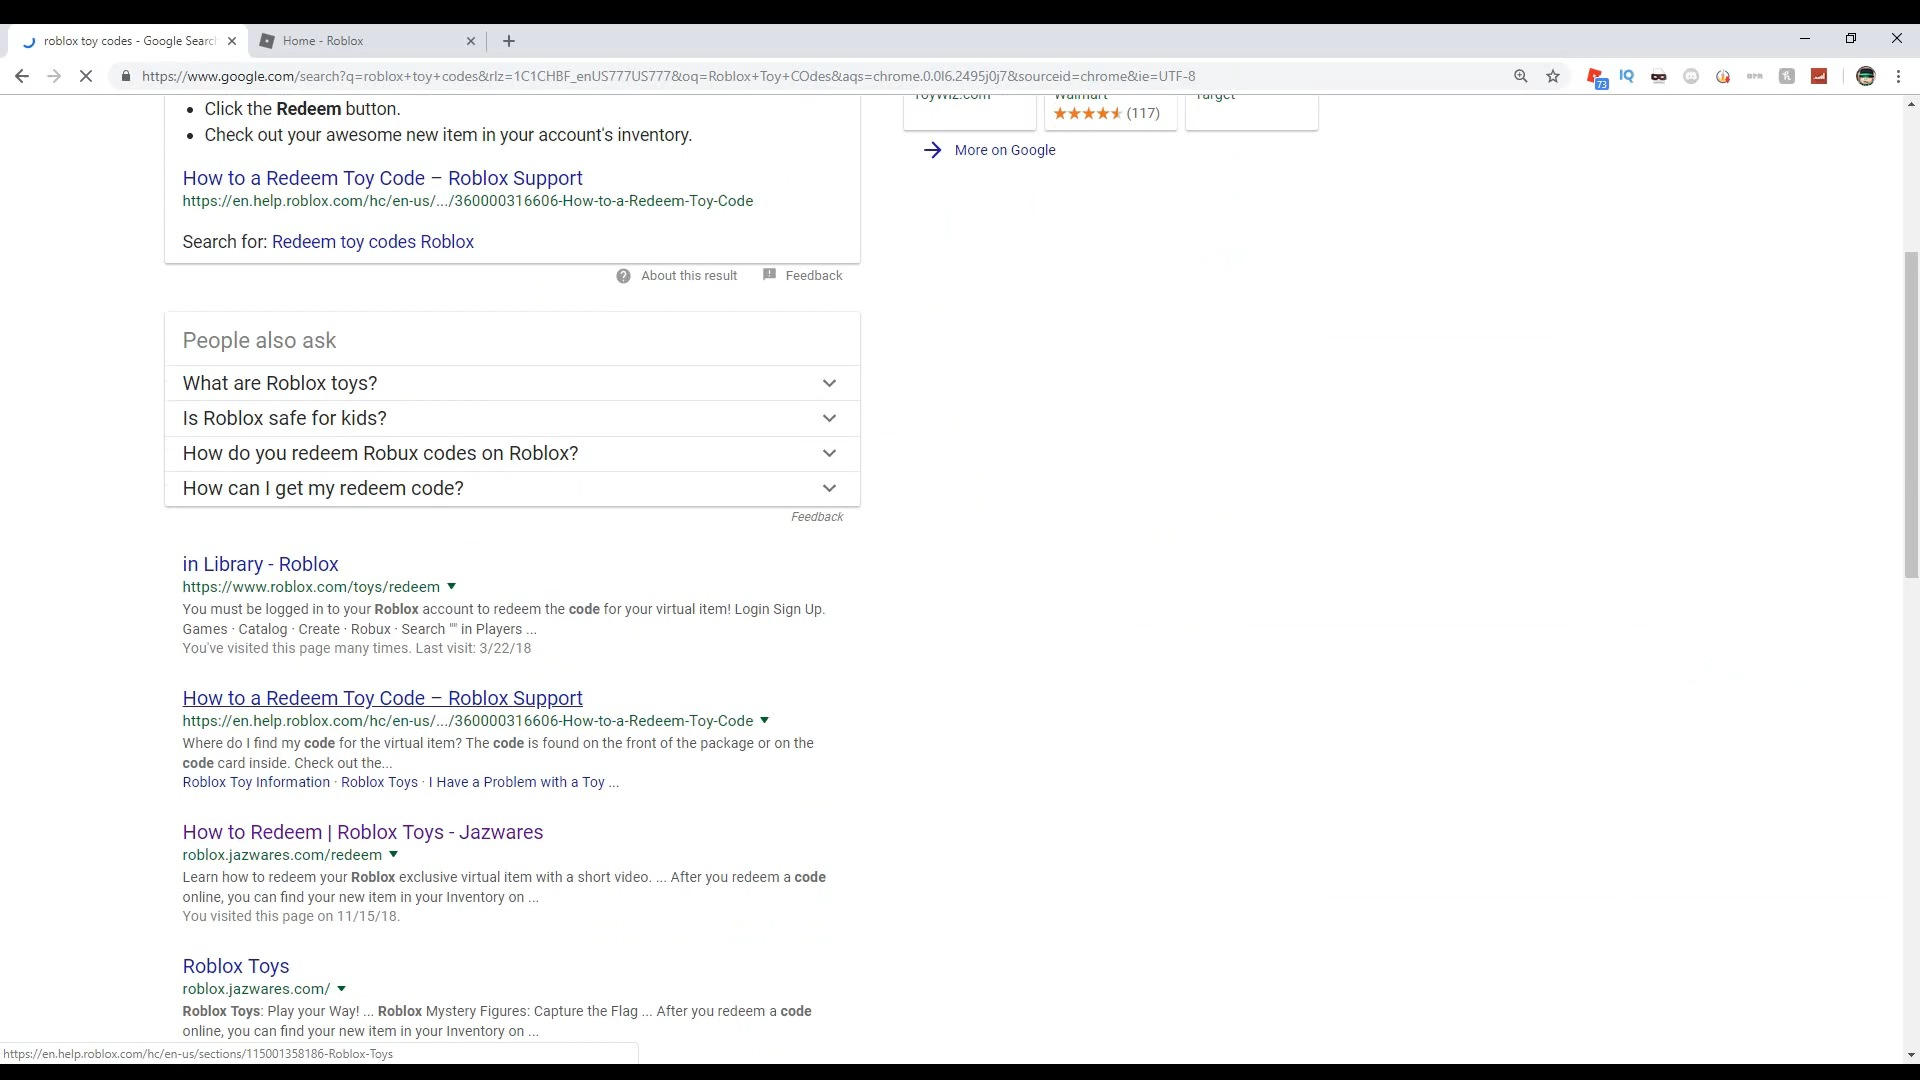 roblox toy codes - Google Searc
Home - Roblox
https://www.google.com/search?q=roblox+toy+codes&rlz=1C1CHBF_enUS777US777&oq=Roblox+Toy+COdes&aqs=chrome.0.0l6.2495j0j7&sourceid=chrome&ie=UTF-8
73
IQ
Click the Redeem button.
Check out your awesome new item in your account's inventory.
How to a Redeem Toy Code – Roblox Support
https://en.help.roblox.com/hc/en-us/.../360000316606-How-to-a-Redeem-Toy-Code
Search for: Redeem toy codes Roblox
About this result
Feedback
ToyWiz.com
Walmart
Target
(117)
More on Google
People also ask
What are Roblox toys?
Is Roblox safe for kids?
How do you redeem Robux codes on Roblox?
How can I get my redeem code?
Feedback
in Library - Roblox
https://www.roblox.com/toys/redeem
You must be logged in to your Roblox account to redeem the code for your virtual item! Login Sign Up.
Games · Catalog · Create · Robux · Search "" in Players ...
You've visited this page many times. Last visit: 3/22/18
How to a Redeem Toy Code – Roblox Support
https://en.help.roblox.com/hc/en-us/.../360000316606-How-to-a-Redeem-Toy-Code
Where do I find my code for the virtual item? The code is found on the front of the package or on the
code card inside. Check out the...
Roblox Toy Information · Roblox Toys · I Have a Problem with a Toy ...
How to Redeem | Roblox Toys - Jazwares
roblox.jazwares.com/redeem
Learn how to redeem your Roblox exclusive virtual item with a short video. ... After you redeem a code
online, you can find your new item in your Inventory on ...
You visited this page on 11/15/18.
Roblox Toys
roblox.jazwares.com/
Roblox Toys: Play your Way! ... Roblox Mystery Figures: Capture the Flag ... After you redeem a code
online, you can find your new item in your Inventory on ...
https://en.help.roblox.com/hc/en-us/sections/115001358186-Roblox-Toys